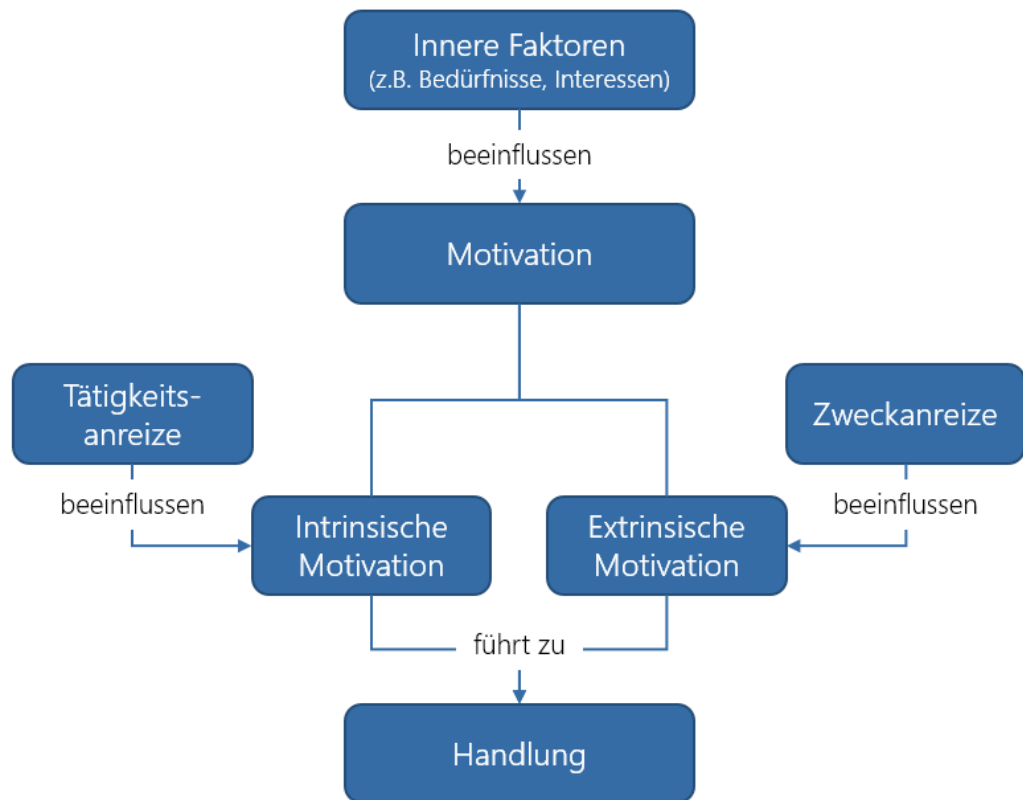 Innere Faktoren
(z.B. Bedürfnisse, Interessen)
beeinflussen
Motivation
Tätigkeits-
anreize
Zweckanreize
beeinflussen
beeinflussen
Intrinsische
Motivation
Extrinsische
Motivation
führt zu
Handlung